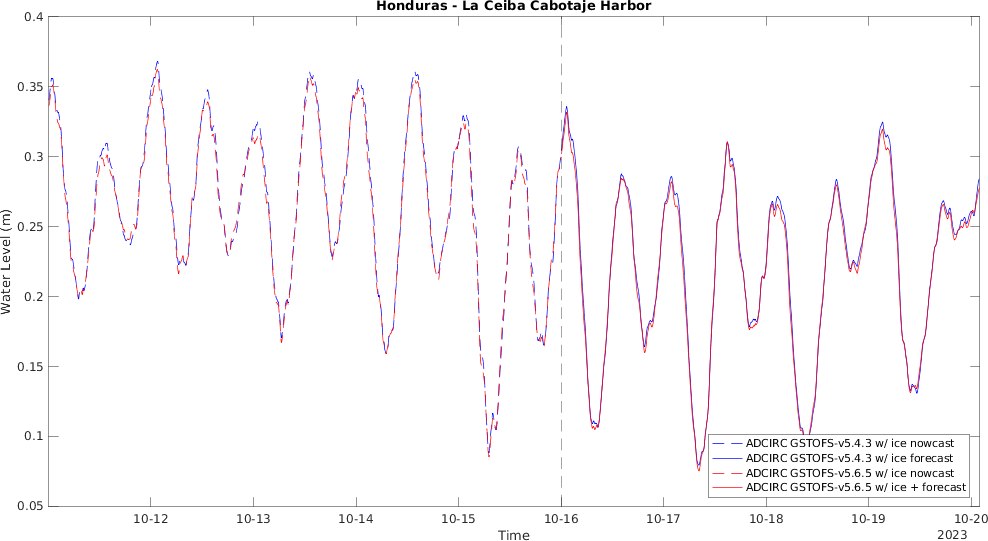 Honduras - La Ceiba Cabotaje Harbor
0.4
0.35
0.3
0.25
0.2
0.15
0.1
0.05
Water Level (m)
ADCIRC GSTOFS-v5.4.3 w/ ice nowcast
ADCIRC GSTOFS-v5.4.3 w/ ice forecast
ADCIRC GSTOFS-v5.6.5 w/ ice nowcast
ADCIRC GSTOFS-v5.6.5 w/ ice + forecast
10-12 10-13 10-14 10-15 10-16 10-17 10-18 10-19 10-20
Time
2023